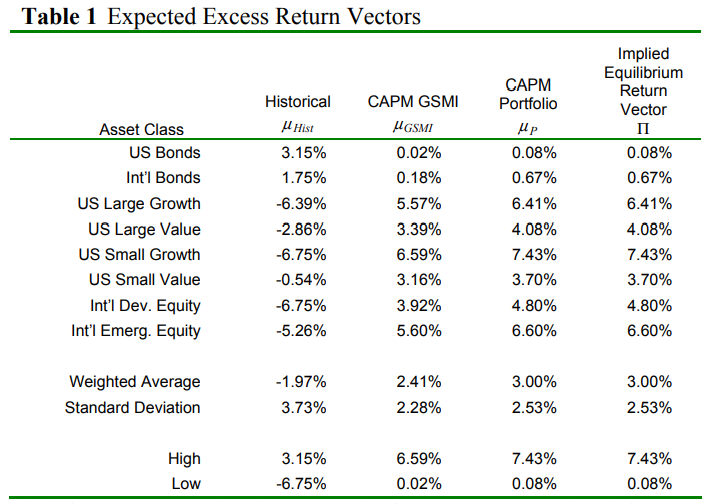 Table 1 Expected Excess Return Vectors
Implied
Equilibrium
CAPM Return
Historical CAPM GSMI Portfolio Vector
Asset Class μHist μGSMI μP Π
US Bonds 3.15% 0.02% 0.08% 0.08%
Int'l Bonds 1.75% 0.18% 0.67% 0.67%
US Large Growth -6.39% 5.57% 6.41% 6.41%
US Large Value -2.86% 3.39% 4.08% 4.08%
US Small Growth -6.75% 6.59% 7.43% 7.43%
US Small Value -0.54% 3.16% 3.70% 3.70%
Int'l Dev. Equity -6.75% 3.92% 4.80% 4.80%
Int'l Emerg. Equity -5.26% 5.60% 6.60% 6.60%
Weighted Average -1.97% 2.41% 3.00% 3.00%
Standard Deviation 3.73% 2.28% 2.53% 2.53%
High 3.15% 6.59% 7.43% 7.43%
Low -6.75% 0.02% 0.08% 0.08%